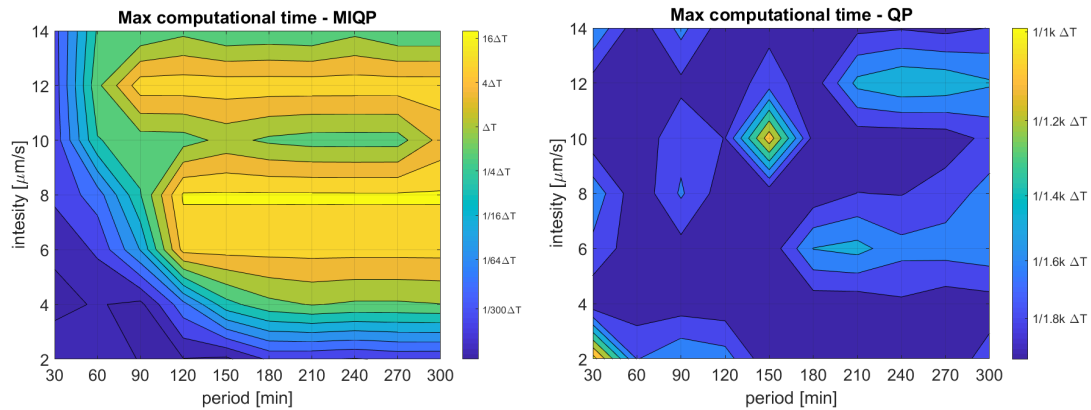 Max computational time - MIQP
14
12
10
8
6
4
2
intesity [μm/s]
30 60 90 120 150 180 210 240 270 300
period [min]
16ΔT
4ΔT
ΔT
1/4ΔT
1/16ΔT
1/64ΔT
1/300ΔT
Max computational time - QP
14
12
10
8
6
4
2
intesity [μm/s]
30 60 90 120 150 180 210 240 270 300
period [min]
1/1k ΔT
1/1.2k ΔT
1/1.4k ΔT
1/1.6k ΔT
1/1.8k ΔT